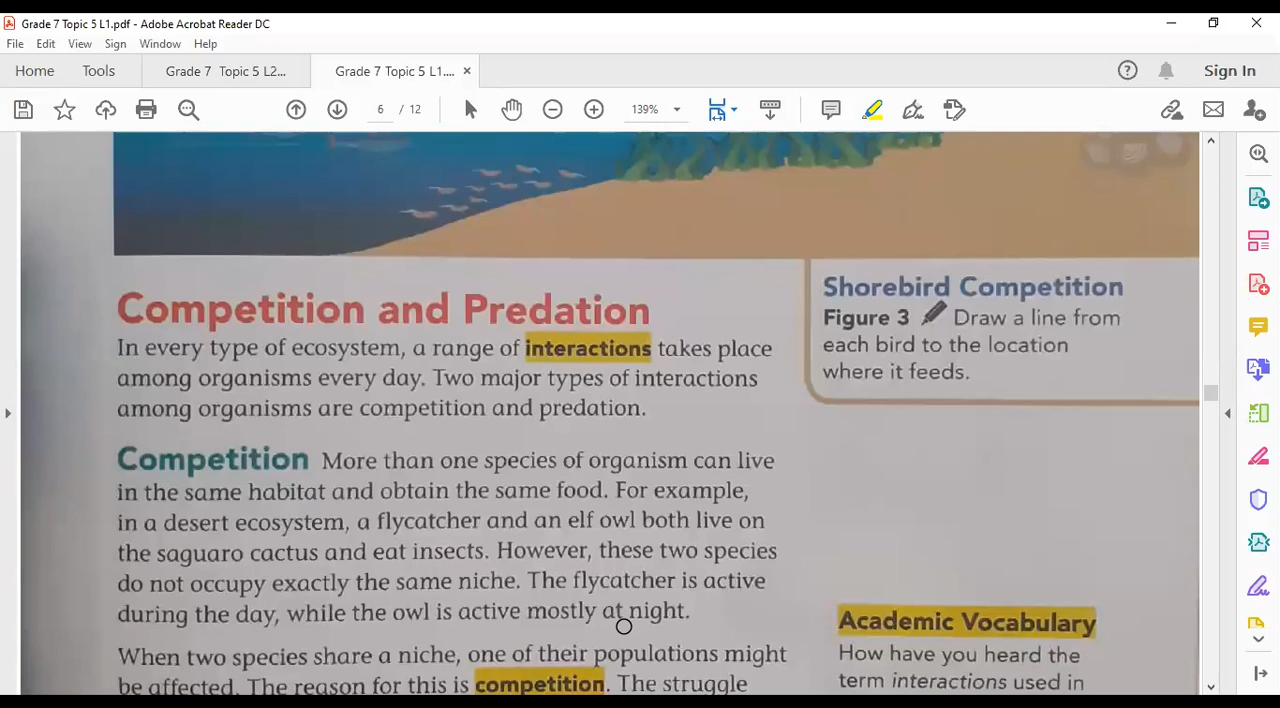 Grade 7 Topic 5 L1.pdf - Adobe Acrobat Reader DC
File Edit View Sign Window Help
Home Tools Grade 7 Topic 5 L2... Grade 7 Topic 5 L1.... × Sign In
6 / 12 139%
Competition and Predation
In every type of ecosystem, a range of interactions takes place
among organisms every day. Two major types of interactions
among organisms are competition and predation.
Shorebird Competition
Figure 3 Draw a line from
each bird to the location
where it feeds.
Competition More than one species of organism can live
in the same habitat and obtain the same food. For example,
in a desert ecosystem, a flycatcher and an elf owl both live on
the saguaro cactus and eat insects. However, these two species
do not occupy exactly the same niche. The flycatcher is active
during the day, while the owl is active mostly at night.
When two species share a niche, one of their populations might
be affected. The reason for this is competition. The struggle
Academic Vocabulary
How have you heard the
term interactions used in